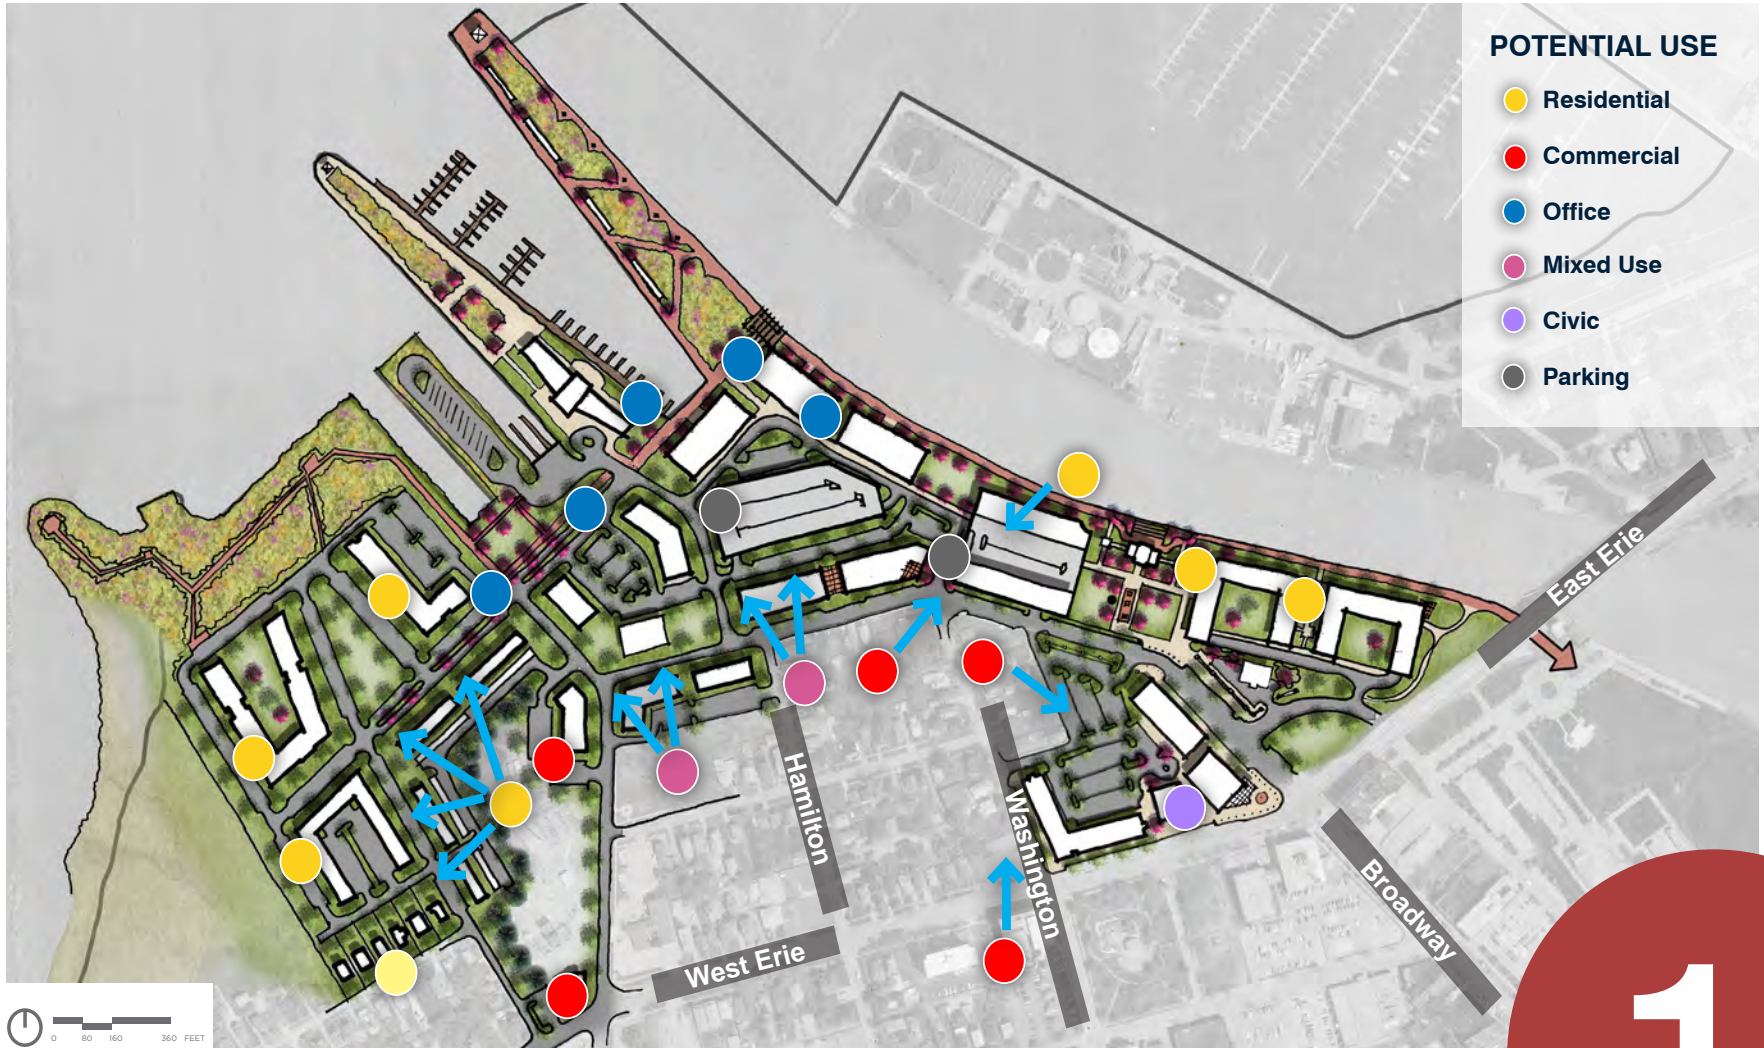 POTENTIAL USE
Residential
Commercial
Office
Mixed Use
Civic
Parking
East Erie
Hamilton
Washington
Broadway
West Erie
0 80 160 360 FEET
1